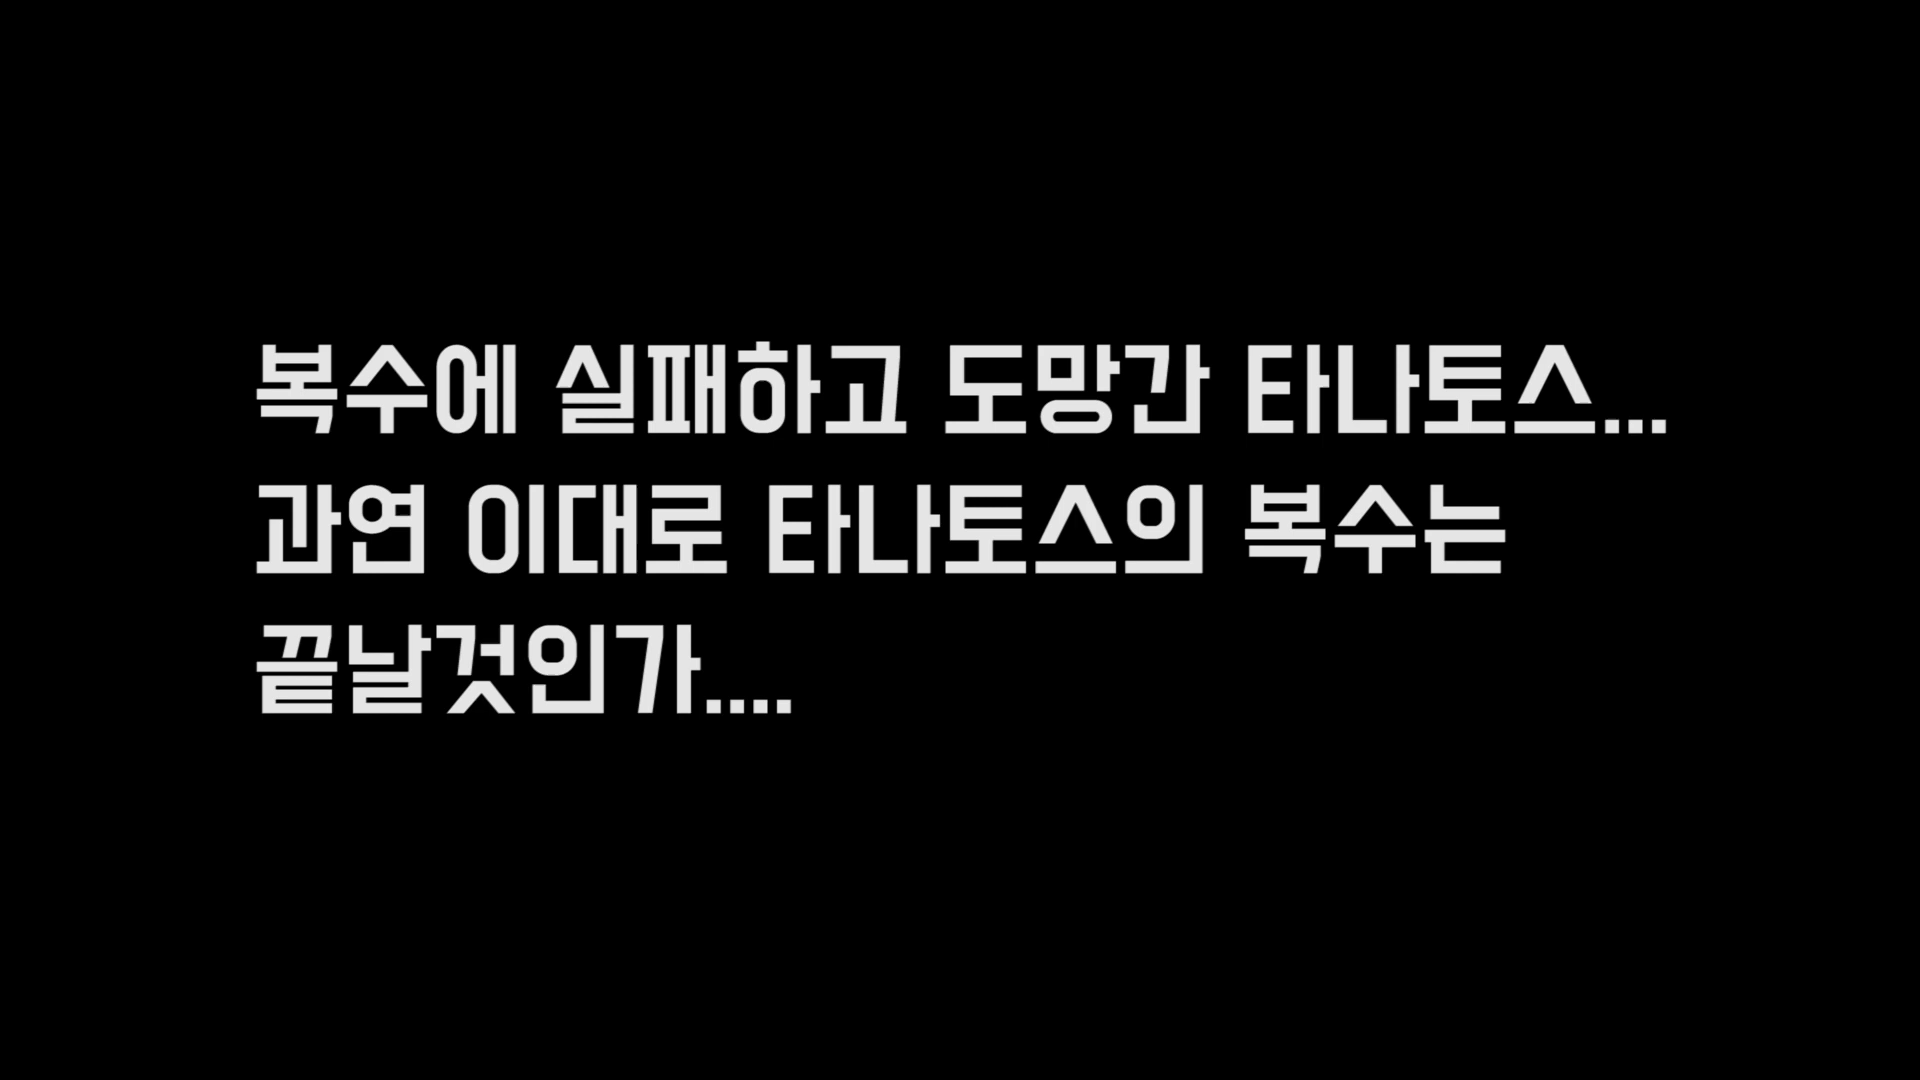 복수에 실패하고 도망간 타나토스...
과연 이대로 타나토스의 복수는
끝날것인가....